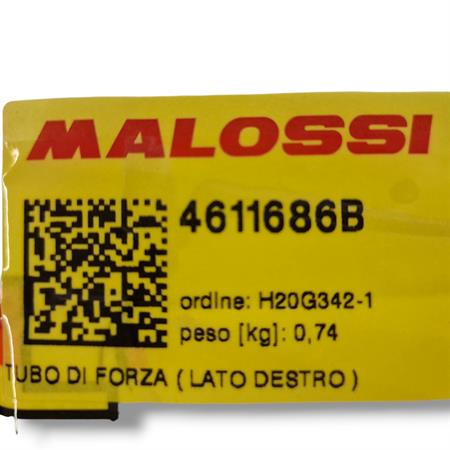 MALOSSI
4611686B
ordine: H20G342-1
peso [kg]: 0,74
TUBO DI FORZA ( LATO DESTRO )